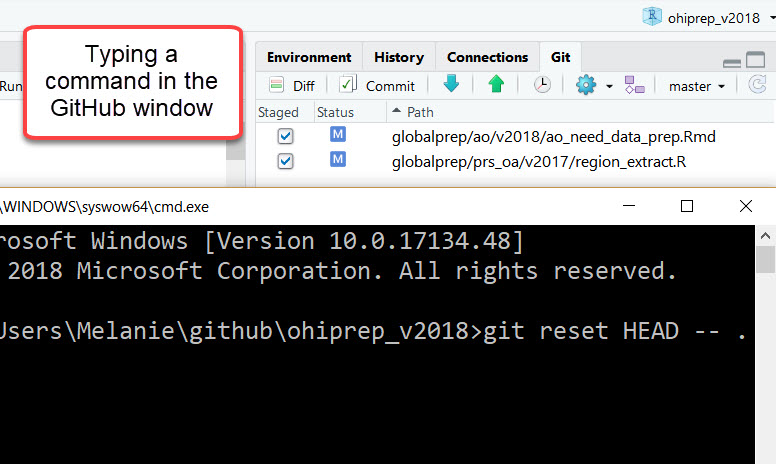 ohiprep_v2018
Typing a
command in the
GitHub window
Run
Environment History Connections Git
Diff Commit master
Staged Status Path
M globalprep/ao/v2018/ao_need_data_prep.Rmd
M globalprep/prs_oa/v2017/region_extract.R
\WINDOWS\syswow64\cmd.exe
rosoft Windows [Version 10.0.17134.48]
2018 Microsoft Corporation. All rights reserved.
Users\Melanie\github\ohiprep_v2018>git reset HEAD -- .